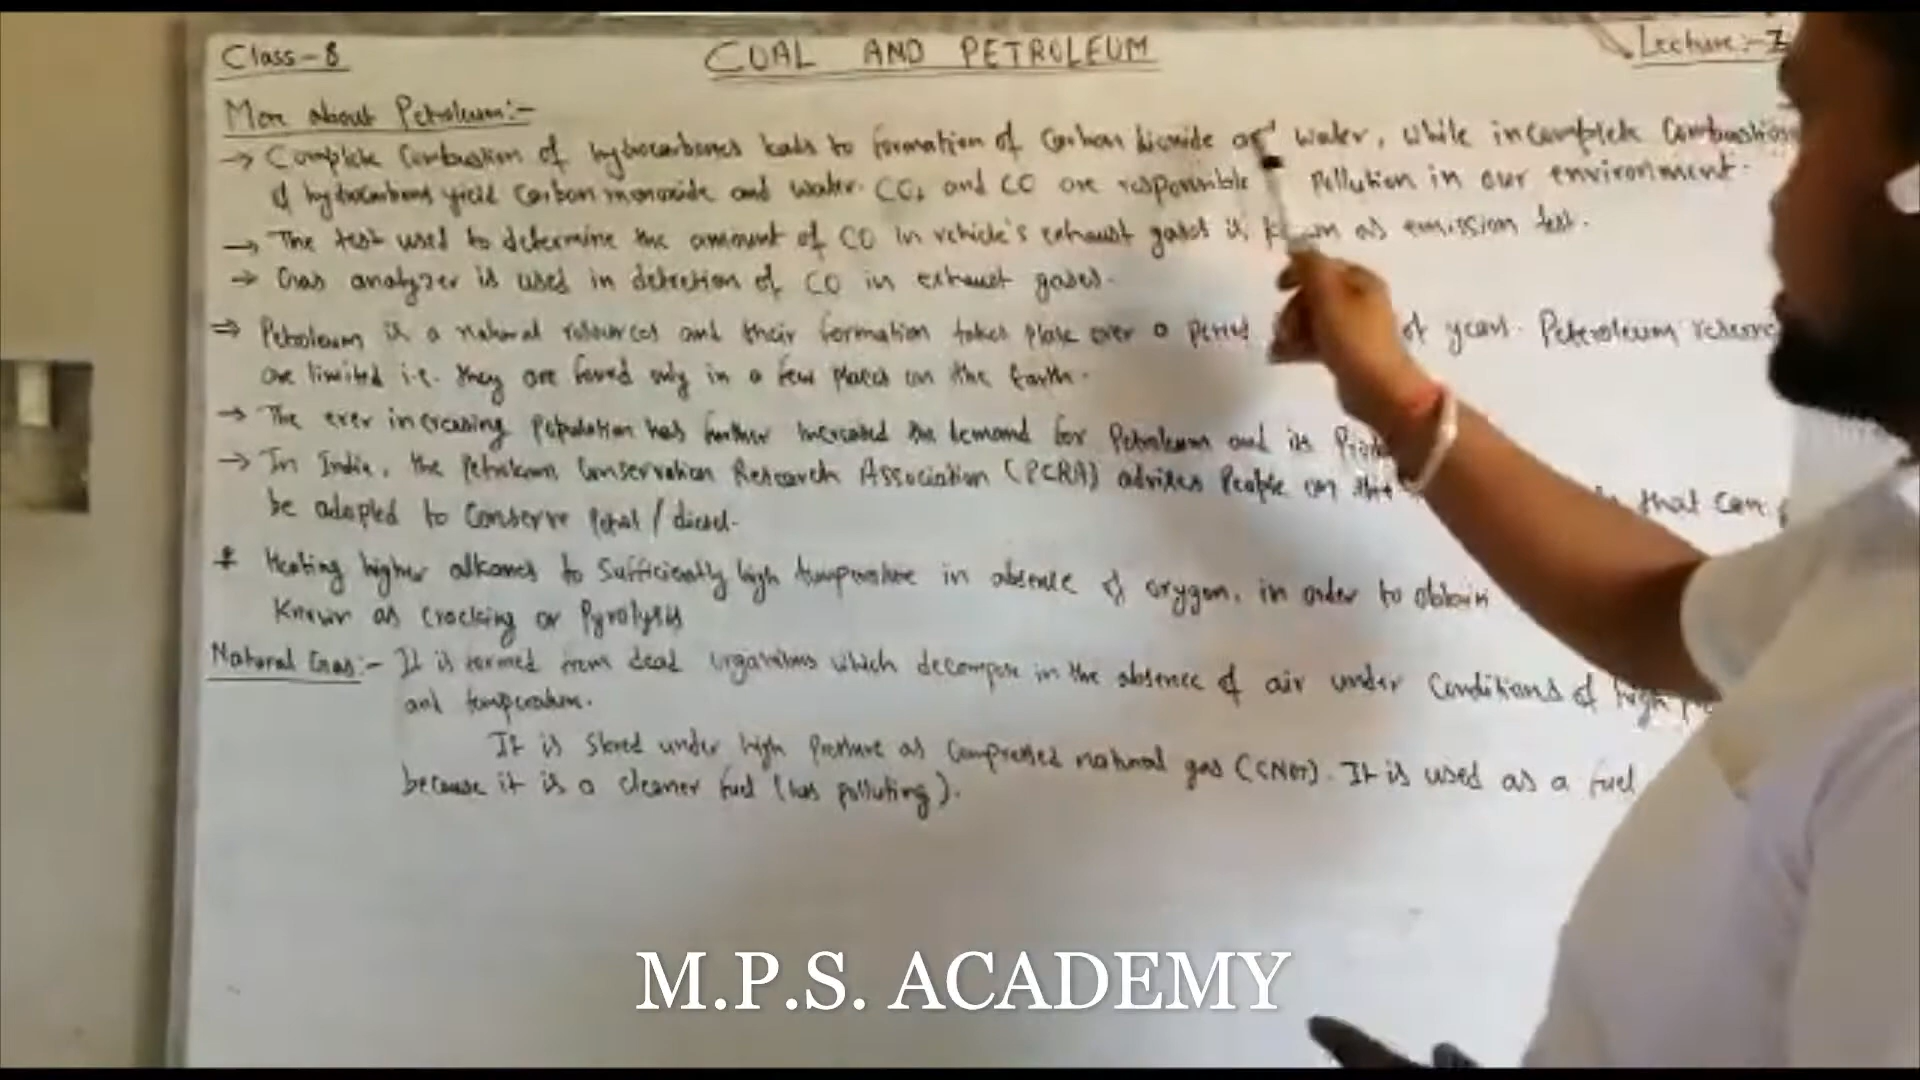 Class-8
COAL AND PETROLEUM
Lecture:-
More about Petroleum:-
→ Complete Combustion of hydrocarbons leads to formation of Carbon dioxide and water, while incomplete Combustion
of hydrocarbons yield Carbon monoxide and water. CO₂ and CO are responsible Pollution in our environment.
→ The test used to determine the amount of CO in vehicle's exhaust gases is known as emission test.
→ Gas analyzer is used in detection of CO in exhaust gases.
⇒ Petroleum is a natural resources and their formation takes place over a period of years. Peteroleum
are limited i.e. they are found only in a few places on the Earth.
→ The ever increasing Population has further increased the demand for Petroleum and its
→ In India, the Petroleum Conservation Research Association (PCRA) advises People on that can
be adopted to Conserve Petrol / diesel.
* Heating higher alkanes to Sufficiently high temperature in absence of oxygen, in order to obtain
Known as Cracking or Pyrolysis
Natural Gas:- It is formed from dead organisms which decompose in the absence of air under Conditions of high
and temperature.
It is Stored under high Pressure as Compressed natural gas (CNG). It is used as a fuel
because it is a cleaner fuel (less polluting).
M.P.S. ACADEMY